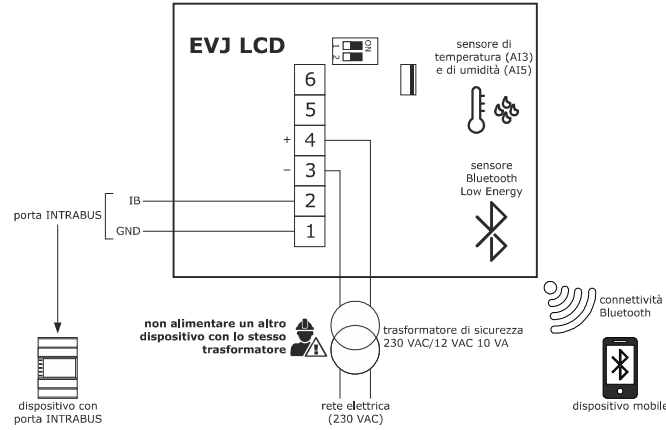 EVJ LCD
ON
1 2
sensore di
temperatura (AI3)
e di umidità (AI5)
6
5
+ 4
– 3
2
1
sensore
Bluetooth
Low Energy
porta INTRABUS
IB
GND
non alimentare un altro
dispositivo con lo stesso
trasformatore
trasformatore di sicurezza
230 VAC/12 VAC 10 VA
connettività
Bluetooth
dispositivo con
porta INTRABUS
rete elettrica
(230 VAC)
dispositivo mobile